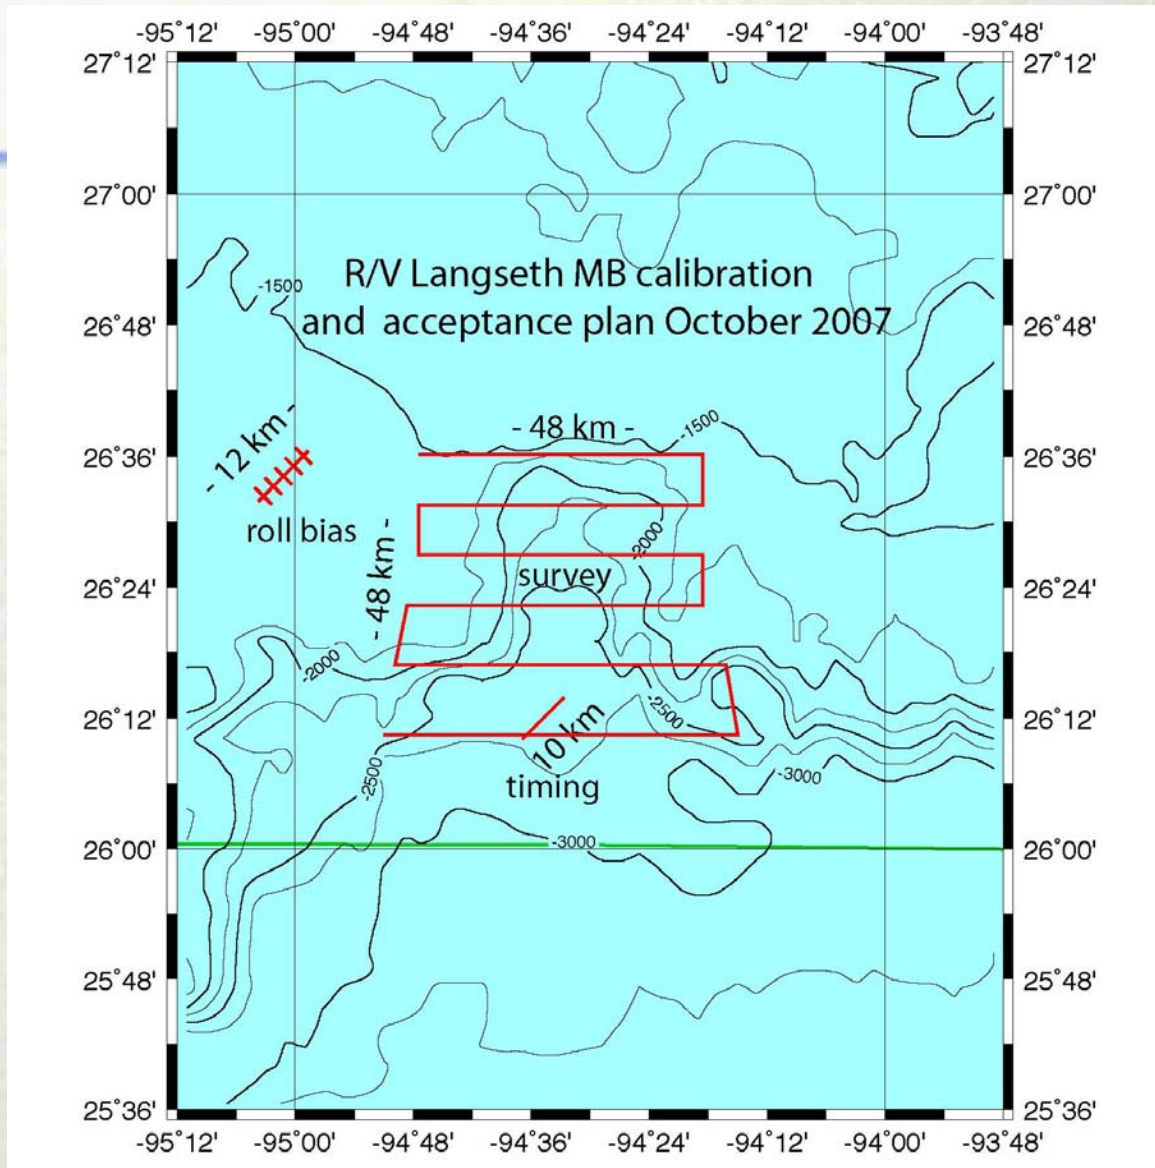 -95˚12' -95˚00' -94˚48' -94˚36' -94˚24' -94˚12' -94˚00' -93˚48'
27˚12' 27˚12'
27˚00' 27˚00'
R/V Langseth MB calibration
-1500
and acceptance plan October 2007
26˚48' 26˚48'
- 48 km -
-1500
- 12 km -
26˚36' 26˚36'
roll bias
-2000
- 48 km -
survey
26˚24' 26˚24'
-2000
-2500
26˚12' 26˚12'
10 km
-2500
timing
-3000
-3000
26˚00' 26˚00'
25˚48' 25˚48'
25˚36' 25˚36'
-95˚12' -95˚00' -94˚48' -94˚36' -94˚24' -94˚12' -94˚00' -93˚48'